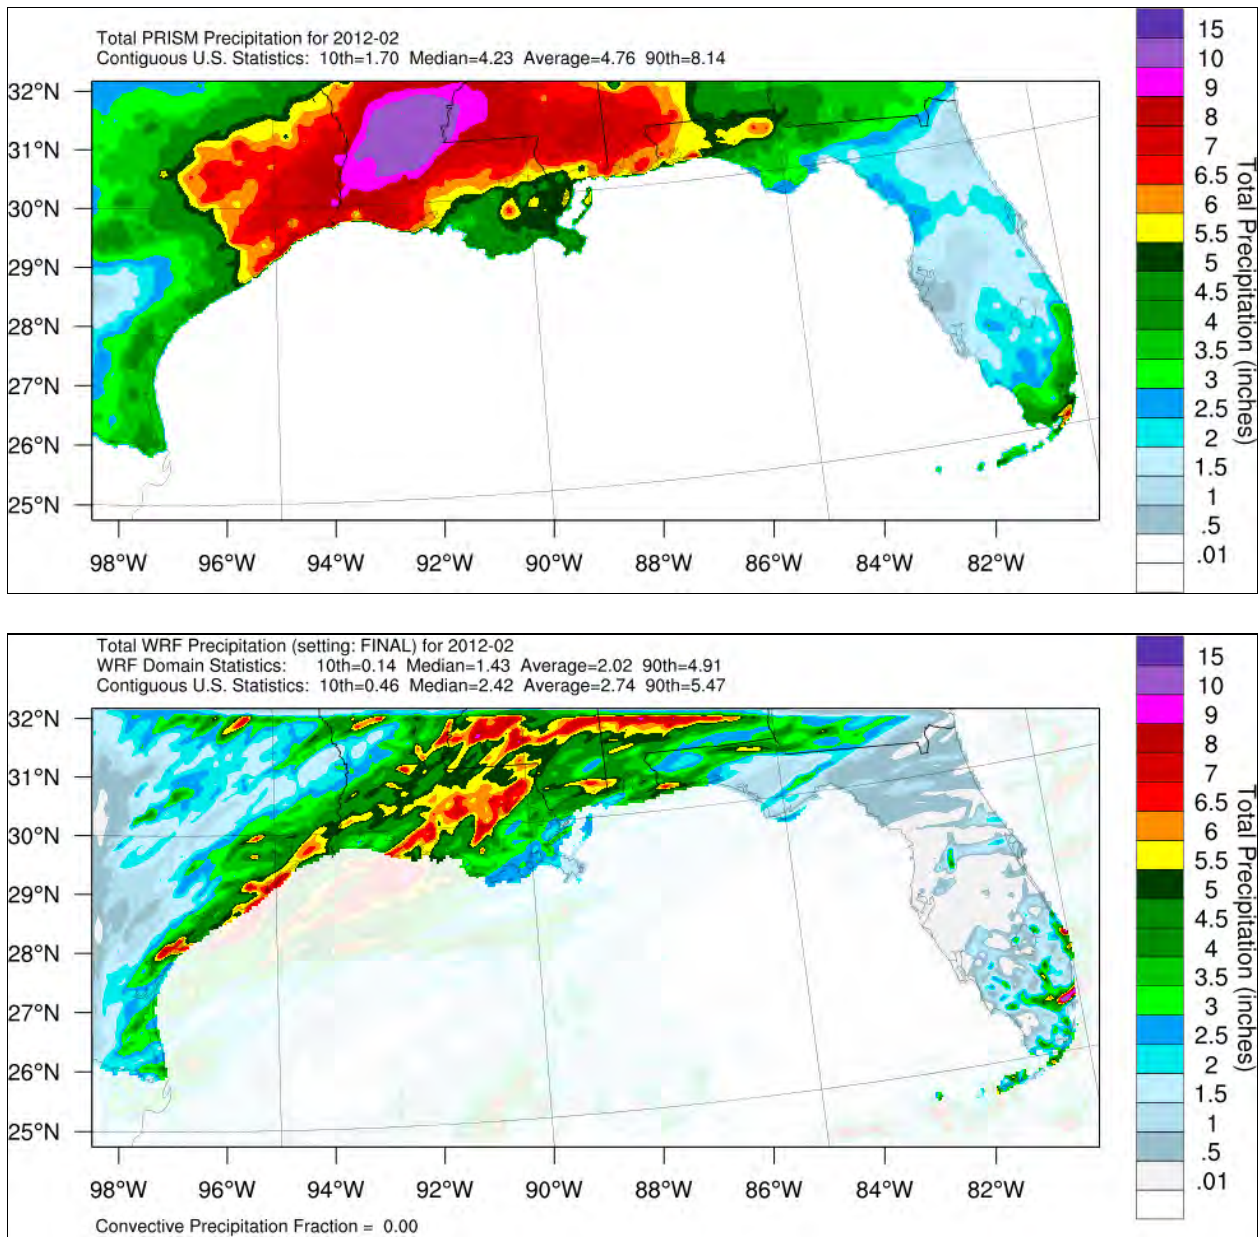 Total PRISM Precipitation for 2012-02
Contiguous U.S. Statistics: 10th=1.70 Median=4.23 Average=4.76 90th=8.14
32°N
31°N
30°N
29°N
28°N
27°N
26°N
25°N
98°W 96°W 94°W 92°W 90°W 88°W 86°W 84°W 82°W
15
10
9
8
7
6.5
6
5.5
5
4.5
4
3.5
3
2.5
2
1.5
1
.5
.01
Total Precipitation (inches)
Total WRF Precipitation (setting: FINAL) for 2012-02
WRF Domain Statistics: 10th=0.14 Median=1.43 Average=2.02 90th=4.91
Contiguous U.S. Statistics: 10th=0.46 Median=2.42 Average=2.74 90th=5.47
32°N
31°N
30°N
29°N
28°N
27°N
26°N
25°N
98°W 96°W 94°W 92°W 90°W 88°W 86°W 84°W 82°W
Convective Precipitation Fraction = 0.00
15
10
9
8
7
6.5
6
5.5
5
4.5
4
3.5
3
2.5
2
1.5
1
.5
.01
Total Precipitation (inches)